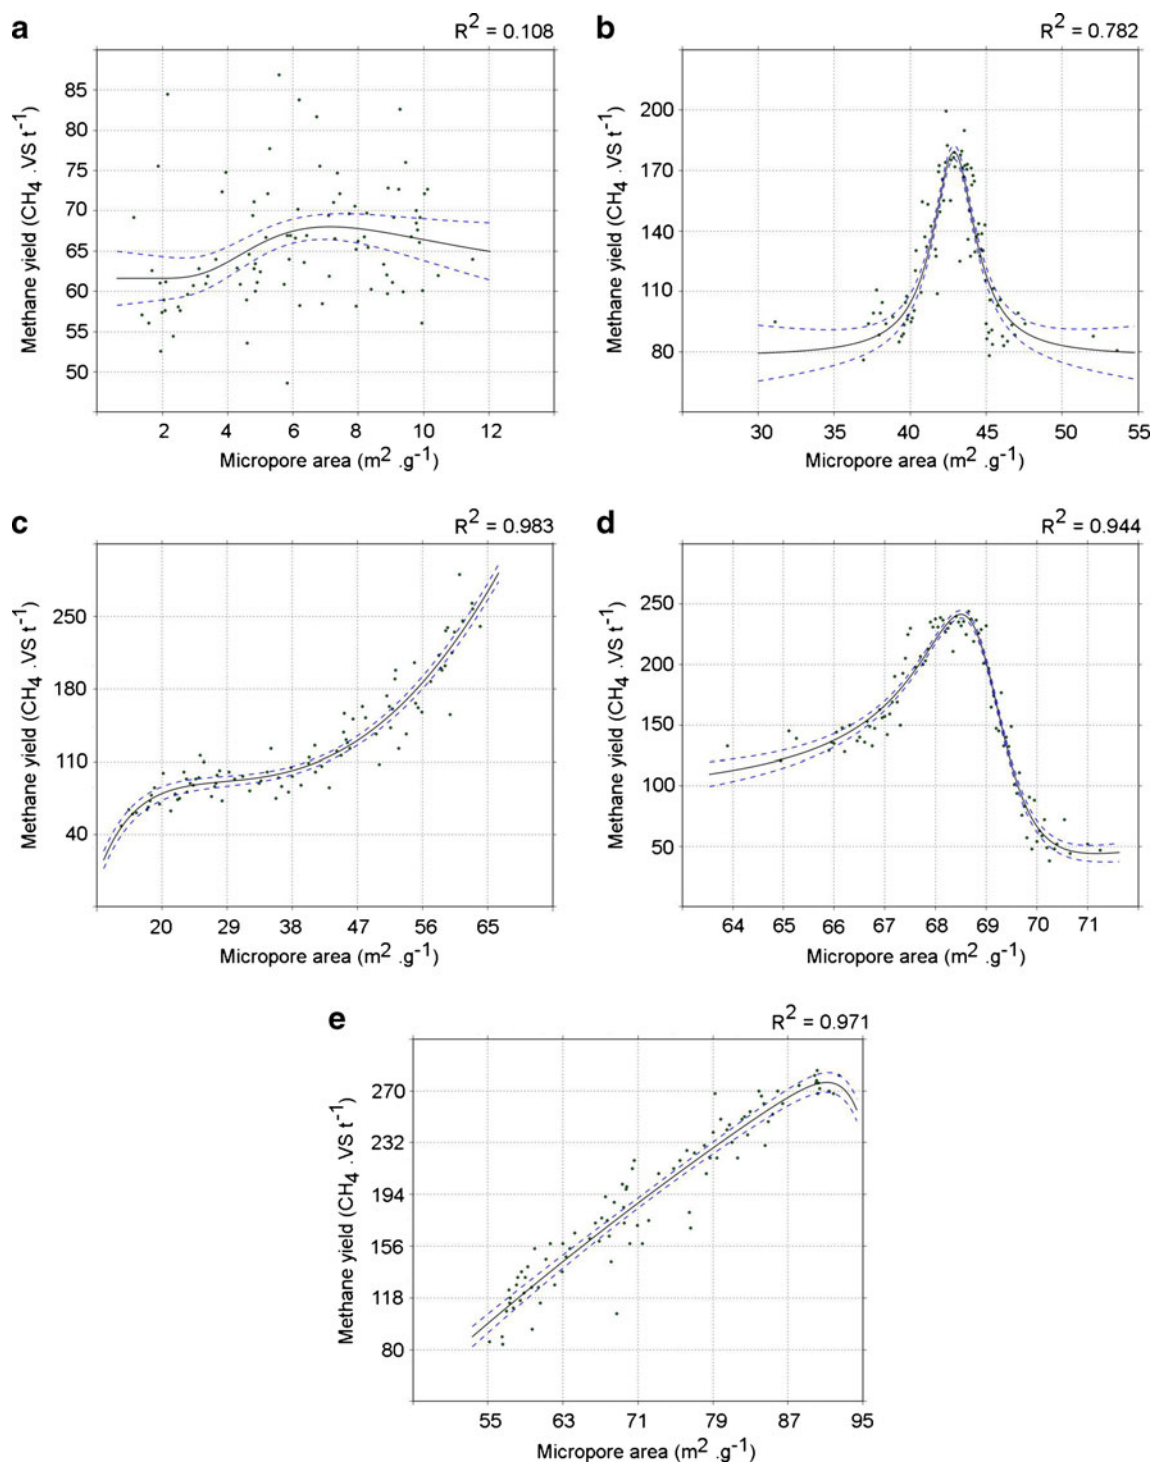 a
R2 = 0.108
Methane yield (CH4 .VS t-1)
85
80
75
70
65
60
55
50
2 4 6 8 10 12
Micropore area (m2 .g-1)
b
R2 = 0.782
Methane yield (CH4 .VS t-1)
200
170
140
110
80
30 35 40 45 50 55
Micropore area (m2 .g-1)
c
R2 = 0.983
Methane yield (CH4 .VS t-1)
250
180
110
40
20 29 38 47 56 65
Micropore area (m2 .g-1)
d
R2 = 0.944
Methane yield (CH4 .VS t-1)
250
200
150
100
50
64 65 66 67 68 69 70 71
Micropore area (m2 .g-1)
e
R2 = 0.971
Methane yield (CH4 .VS t-1)
270
232
194
156
118
80
55 63 71 79 87 95
Micropore area (m2 .g-1)